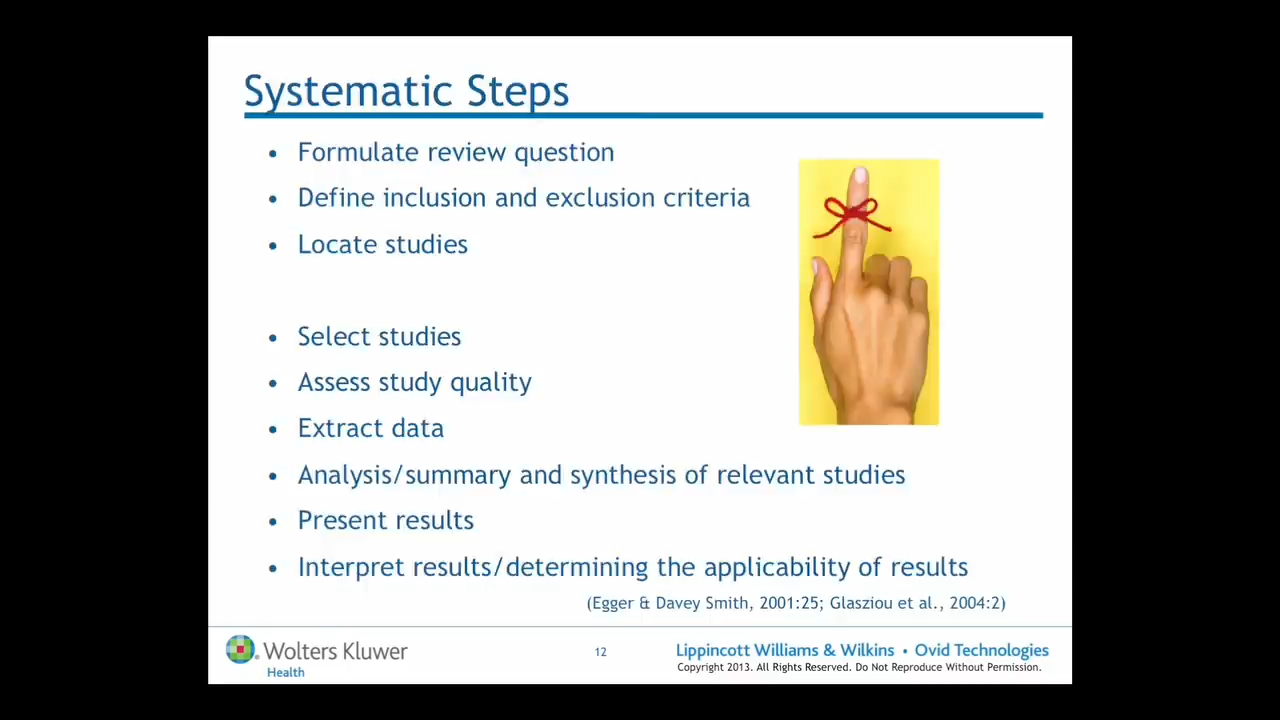 Systematic Steps
• Formulate review question
• Define inclusion and exclusion criteria
• Locate studies
• Select studies
• Assess study quality
• Extract data
• Analysis/summary and synthesis of relevant studies
• Present results
• Interpret results/determining the applicability of results
(Egger & Davey Smith, 2001:25; Glasziou et al., 2004:2)
Wolters Kluwer
Health
12
Lippincott Williams & Wilkins • Ovid Technologies
Copyright 2013. All Rights Reserved. Do Not Reproduce Without Permission.